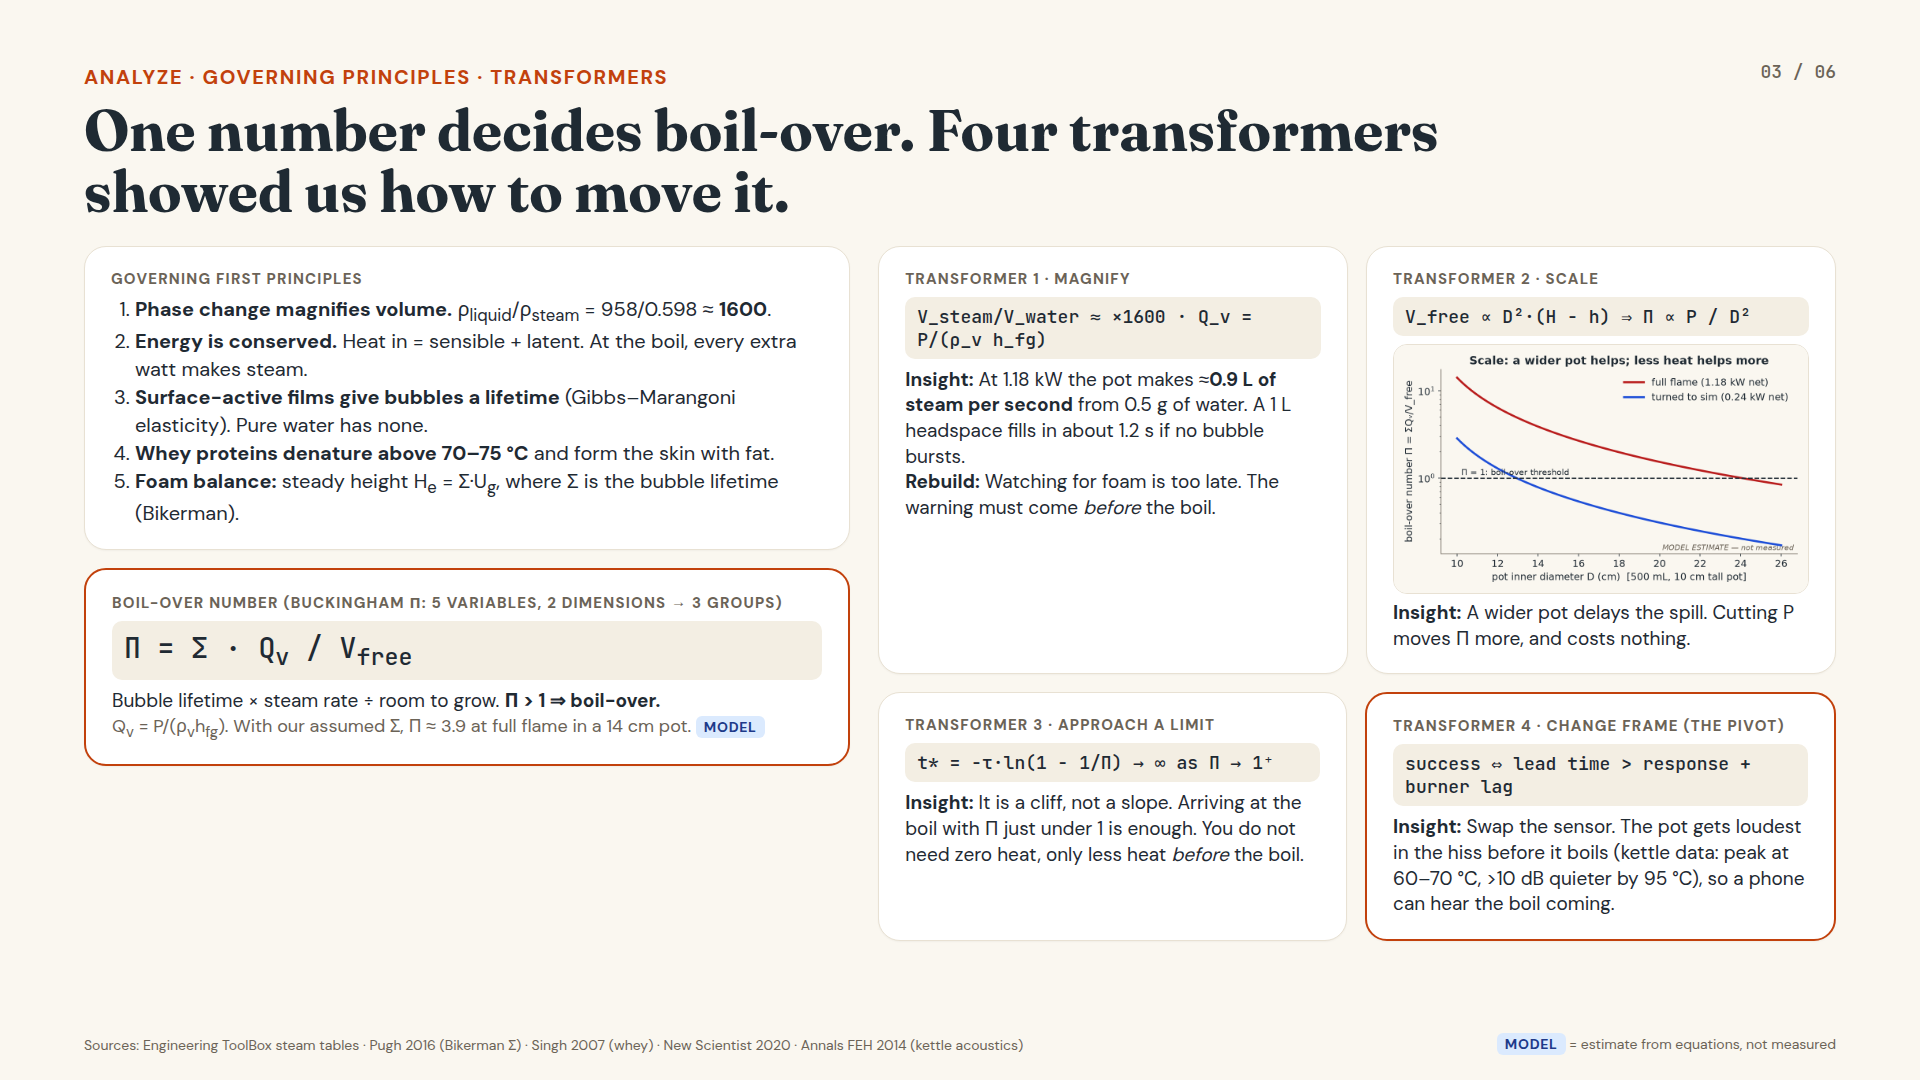 ANALYZE · GOVERNING PRINCIPLES · TRANSFORMERS
03 / 06
One number decides boil-over. Four transformers
showed us how to move it.
GOVERNING FIRST PRINCIPLES
1. Phase change magnifies volume. ρliquid/ρsteam = 958/0.598 ≈ 1600.
2. Energy is conserved. Heat in = sensible + latent. At the boil, every extra
watt makes steam.
3. Surface-active films give bubbles a lifetime (Gibbs–Marangoni
elasticity). Pure water has none.
4. Whey proteins denature above 70–75 °C and form the skin with fat.
5. Foam balance: steady height He = Σ·Ug, where Σ is the bubble lifetime
(Bikerman).
BOIL-OVER NUMBER (BUCKINGHAM Π: 5 VARIABLES, 2 DIMENSIONS → 3 GROUPS)
Π = Σ · Qv / Vfree
Bubble lifetime × steam rate ÷ room to grow. Π > 1 ⇒ boil-over.
Qv = P/(ρvhfg). With our assumed Σ, Π ≈ 3.9 at full flame in a 14 cm pot. MODEL
TRANSFORMER 1 · MAGNIFY
V_steam/V_water ≈ ×1600 · Q_v =
P/(ρ_v h_fg)
Insight: At 1.18 kW the pot makes ≈0.9 L of
steam per second from 0.5 g of water. A 1 L
headspace fills in about 1.2 s if no bubble
bursts.
Rebuild: Watching for foam is too late. The
warning must come before the boil.
TRANSFORMER 2 · SCALE
V_free ∝ D²·(H - h) ⇒ Π ∝ P / D²
Scale: a wider pot helps; less heat helps more
full flame (1.18 kW net)
turned to sim (0.24 kW net)
boil-over number Π = ΣQᵥ/V_free
10¹
10⁰
Π = 1: boil-over threshold
MODEL ESTIMATE — not measured
10 12 14 16 18 20 22 24 26
pot inner diameter D (cm) [500 mL, 10 cm tall pot]
Insight: A wider pot delays the spill. Cutting P
moves Π more, and costs nothing.
TRANSFORMER 3 · APPROACH A LIMIT
t* = -τ·ln(1 - 1/Π) → ∞ as Π → 1⁺
Insight: It is a cliff, not a slope. Arriving at the
boil with Π just under 1 is enough. You do not
need zero heat, only less heat before the boil.
TRANSFORMER 4 · CHANGE FRAME (THE PIVOT)
success ⇔ lead time > response +
burner lag
Insight: Swap the sensor. The pot gets loudest
in the hiss before it boils (kettle data: peak at
60–70 °C, >10 dB quieter by 95 °C), so a phone
can hear the boil coming.
Sources: Engineering ToolBox steam tables · Pugh 2016 (Bikerman Σ) · Singh 2007 (whey) · New Scientist 2020 · Annals FEH 2014 (kettle acoustics)
MODEL = estimate from equations, not measured